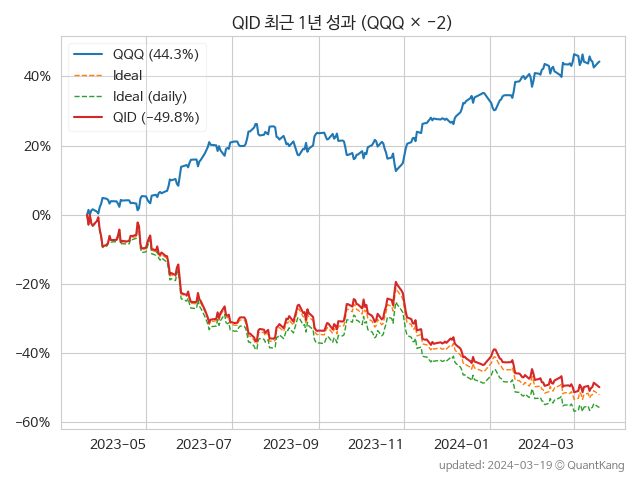 QID 최근 1년 성과 (QQQ × −2)
QQQ (44.3%)
Ideal
Ideal (daily)
QID (−49.8%)
40%
20%
0%
−20%
−40%
−60%
2023-05 2023-07 2023-09 2023-11 2024-01 2024-03
updated: 2024-03-19 © QuantKang